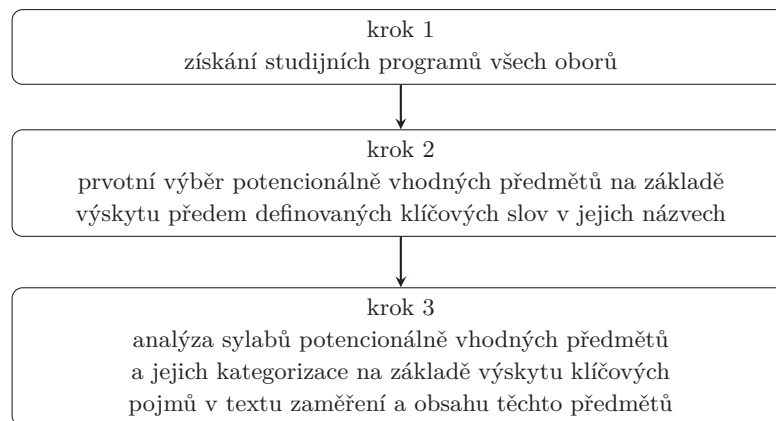 krok 1
získání studijních programů všech oborů
krok 2
prvotní výběr potencionálně vhodných předmětů na základě
výskytu předem definovaných klíčových slov v jejich názvech
krok 3
analýza sylabů potencionálně vhodných předmětů
a jejich kategorizace na základě výskytu klíčových
pojmů v textu zaměření a obsahu těchto předmětů